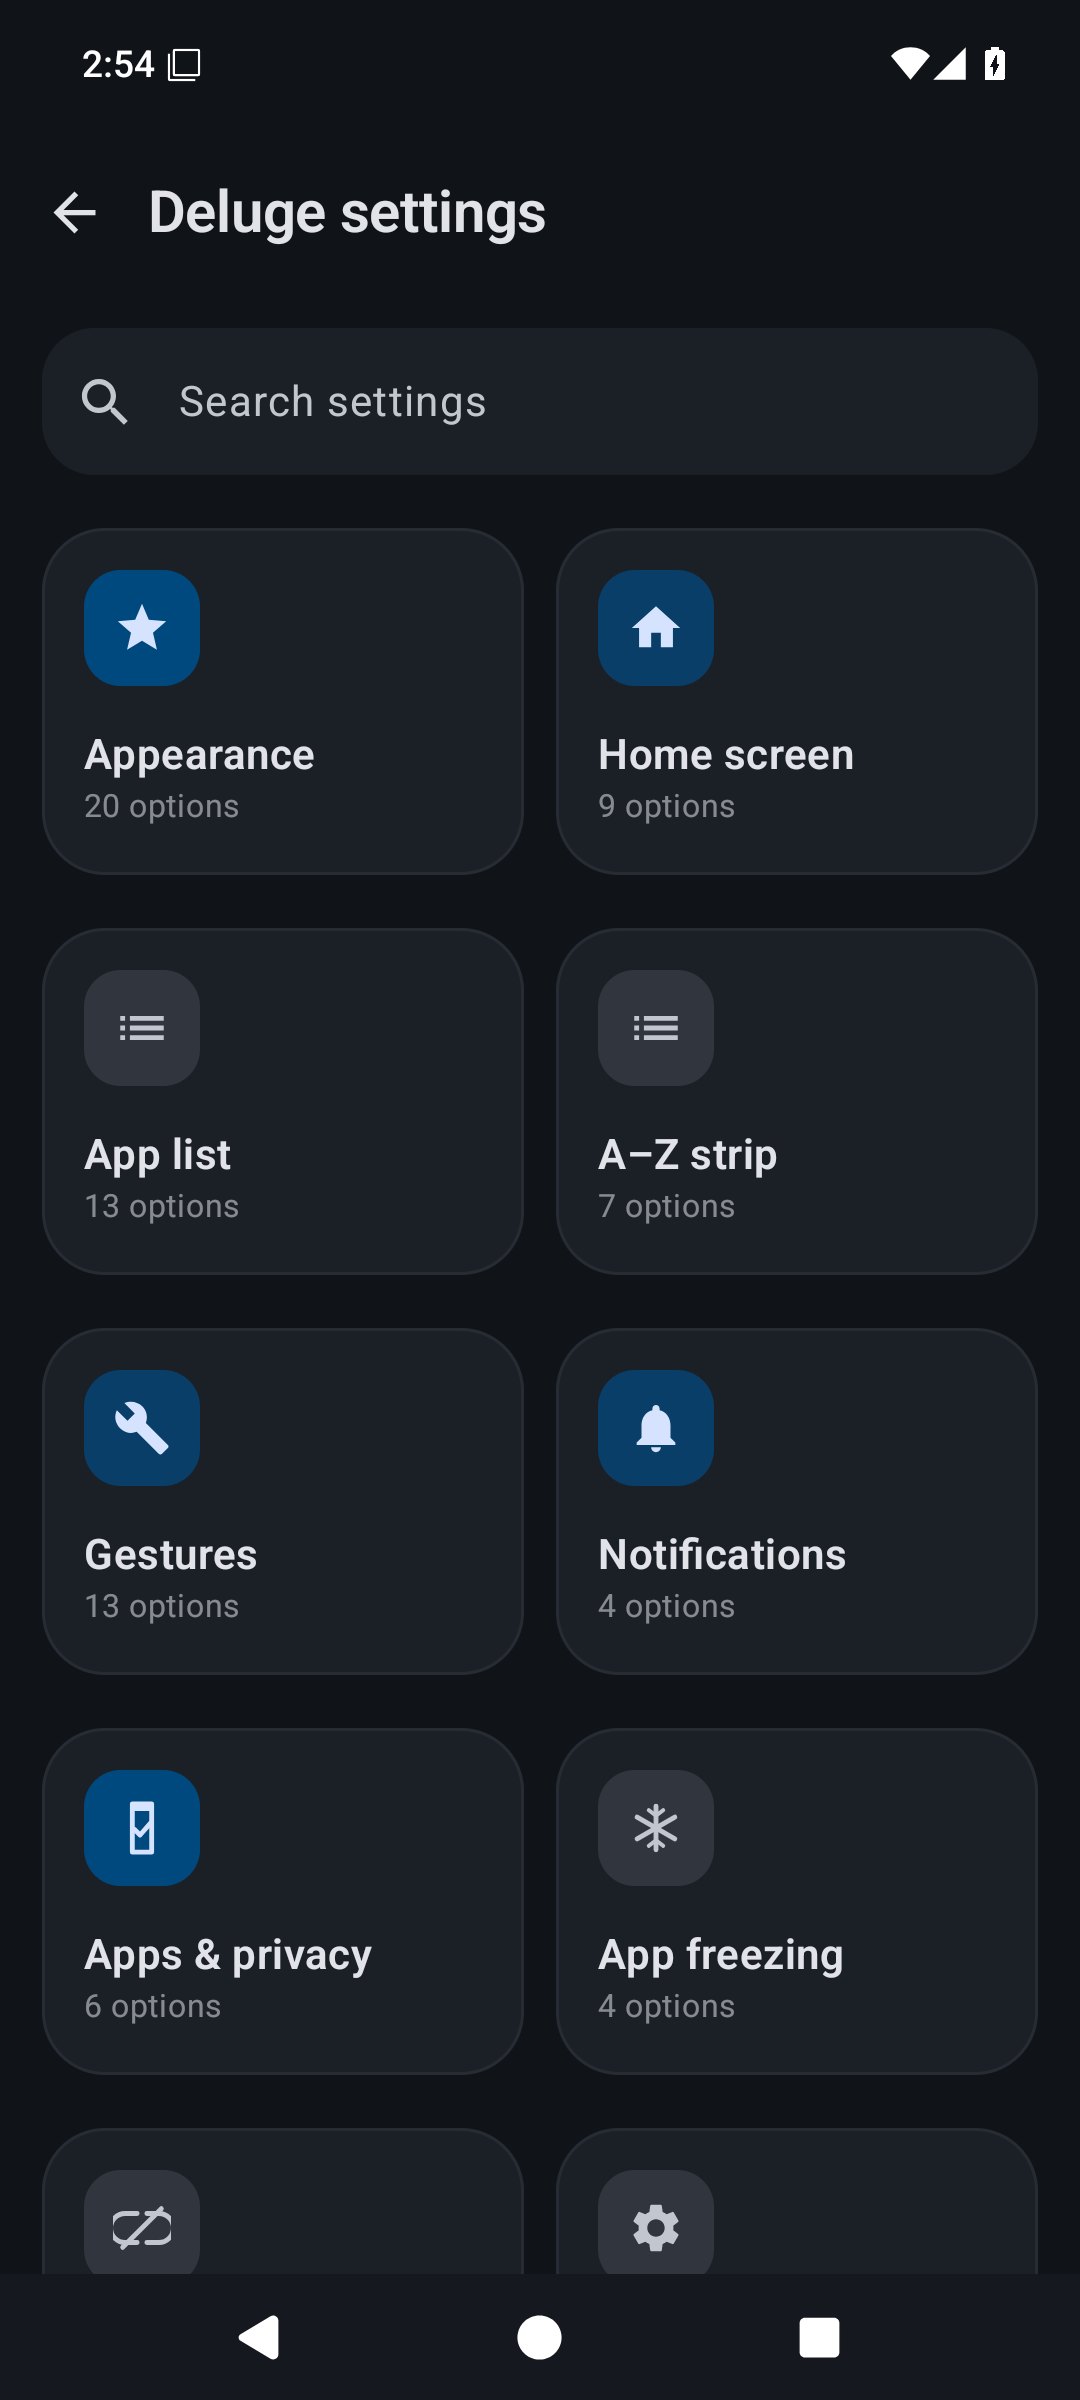 2:54
Deluge settings
Search settings
Appearance
20 options
Home screen
9 options
App list
13 options
A–Z strip
7 options
Gestures
13 options
Notifications
4 options
Apps & privacy
6 options
App freezing
4 options